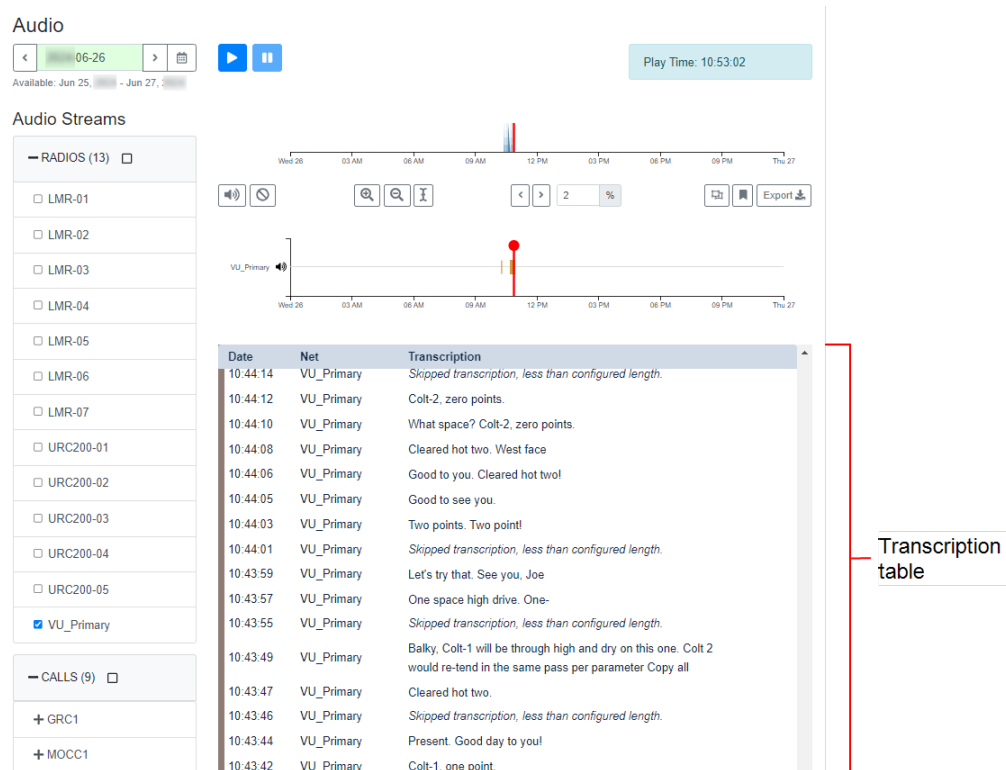 Audio
06-26
Available: Jun 25, - Jun 27,
Play Time: 10:53:02
Audio Streams
RADIOS (13)
LMR-01
LMR-02
LMR-03
LMR-04
LMR-05
LMR-06
LMR-07
URC200-01
URC200-02
URC200-03
URC200-04
URC200-05
VU_Primary
CALLS (9)
GRC1
MOCC1
Wed 26 03 AM 06 AM 09 AM 12 PM 03 PM 06 PM 09 PM Thu 27
2 % Export
VU_Primary
Wed 26 03 AM 06 AM 09 AM 12 PM 03 PM 06 PM 09 PM Thu 27
Date Net Transcription
10:44:14 VU_Primary Skipped transcription, less than configured length.
10:44:12 VU_Primary Colt-2, zero points.
10:44:10 VU_Primary What space? Colt-2, zero points.
10:44:08 VU_Primary Cleared hot two. West face
10:44:06 VU_Primary Good to you. Cleared hot two!
10:44:05 VU_Primary Good to see you.
10:44:03 VU_Primary Two points. Two point!
10:44:01 VU_Primary Skipped transcription, less than configured length.
10:43:59 VU_Primary Let's try that. See you, Joe
10:43:57 VU_Primary One space high drive. One-
10:43:55 VU_Primary Skipped transcription, less than configured length.
10:43:49 VU_Primary Balky, Colt-1 will be through high and dry on this one. Colt 2
would re-tend in the same pass per parameter Copy all
10:43:47 VU_Primary Cleared hot two.
10:43:46 VU_Primary Skipped transcription, less than configured length.
10:43:44 VU_Primary Present. Good day to you!
10:43:42 VU_Primary Colt-1, one point.
Transcription
table